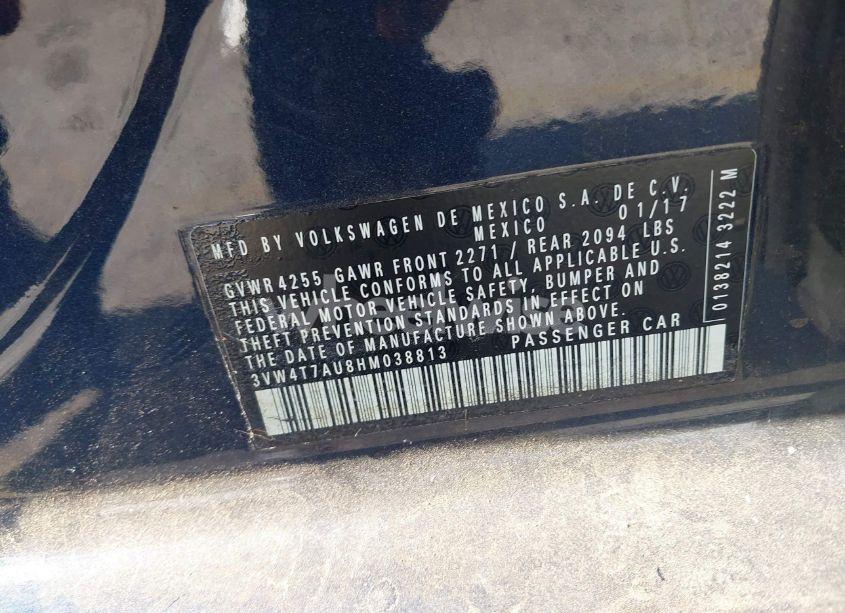 MFD BY VOLKSWAGEN DE MEXICO S.A. DE C.V.
MEXICO 01/17
GVWR 4255 GAWR FRONT 2271 / REAR 2094 LBS
THIS VEHICLE CONFORMS TO ALL APPLICABLE U.S.
FEDERAL MOTOR VEHICLE SAFETY, BUMPER AND
THEFT PREVENTION STANDARDS IN EFFECT ON
THE DATE OF MANUFACTURE SHOWN ABOVE.
3VW4T7AU8HM038813 PASSENGER CAR
0138214 3222 M